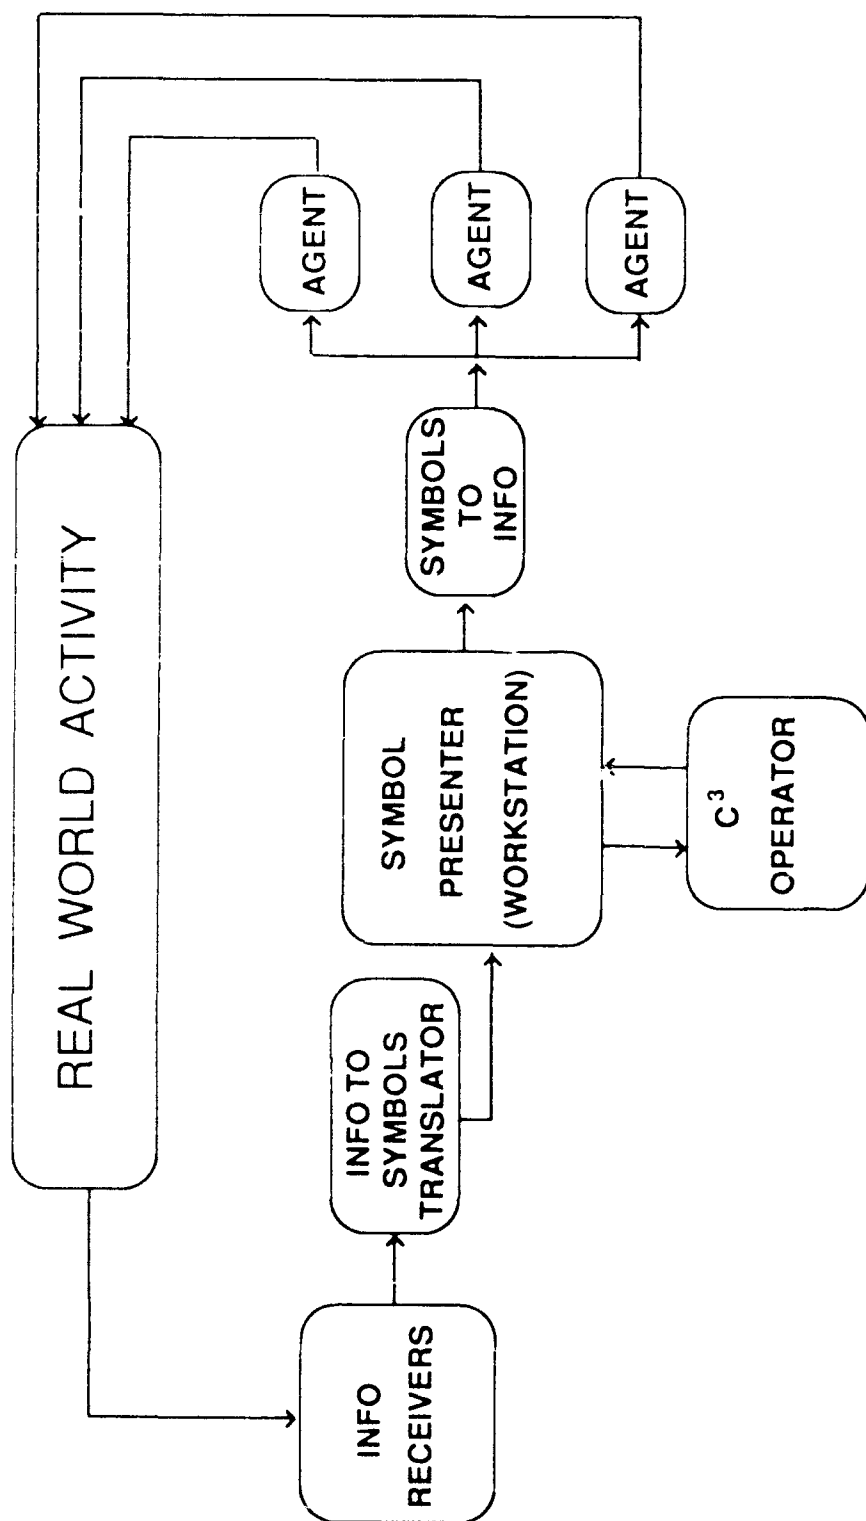 REAL WORLD ACTIVITY
INFO
RECEIVERS
INFO TO
SYMBOLS
TRANSLATOR
SYMBOL
PRESENTER
(WORKSTATION)
C³
OPERATOR
SYMBOLS
TO
INFO
AGENT
AGENT
AGENT